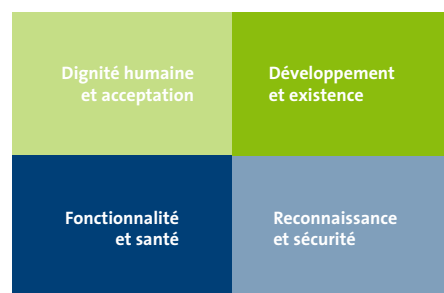 Dignité humaine
et acceptation
Développement
et existence
Fonctionnalité
et santé
Reconnaissance
et sécurité